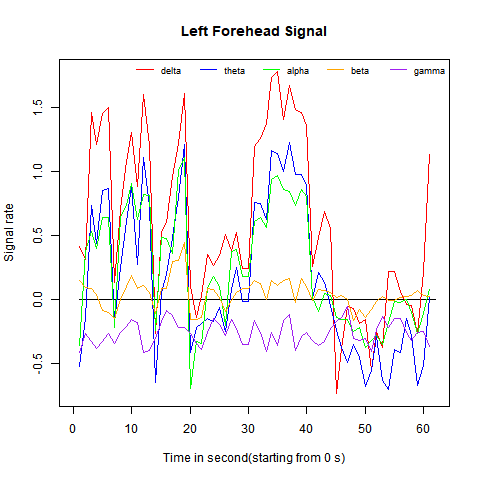 Left Forehead Signal
delta theta alpha beta gamma
Signal rate
1.5
1.0
0.5
0.0
-0.5
0 10 20 30 40 50 60
Time in second(starting from 0 s)